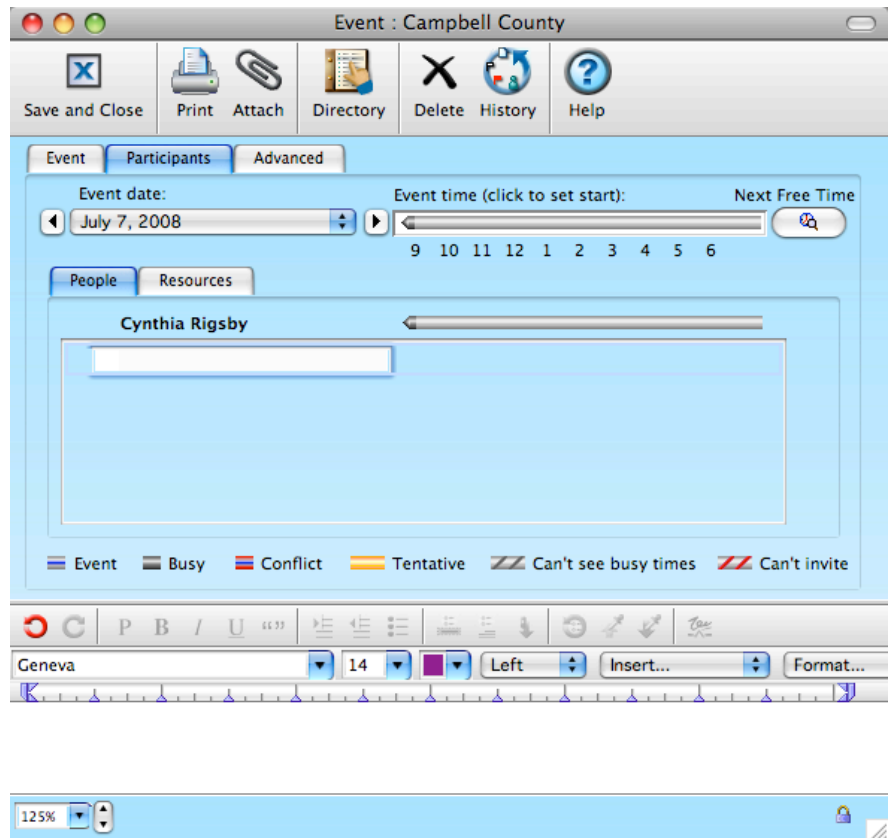 Event : Campbell County
Save and Close Print Attach Directory Delete History Help
Event Participants Advanced
Event date: Event time (click to set start): Next Free Time
July 7, 2008
9 10 11 12 1 2 3 4 5 6
People Resources
Cynthia Rigsby
Event Busy Conflict Tentative Can't see busy times Can't invite
P B I U “”
Geneva 14 Left Insert... Format...
125%